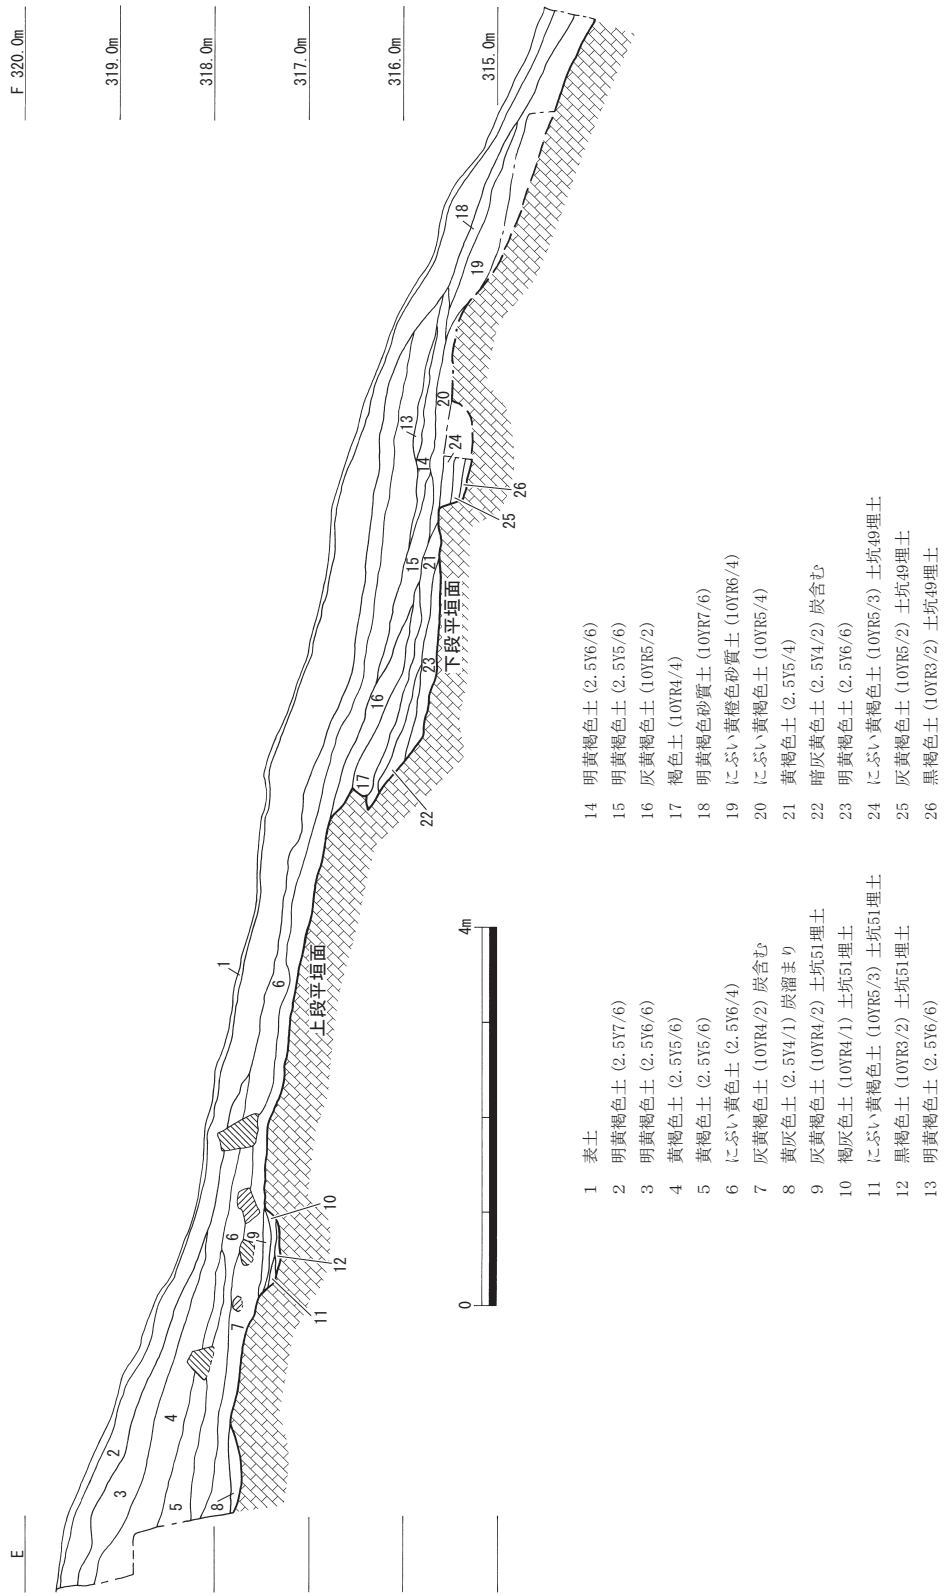 E
F 320.0m
319.0m
318.0m
317.0m
316.0m
315.0m
1
2
3
4
5
6
6
7
8
9
10
11
12
13
14
15
16
17
18
19
20
21
22
23
24
25
26
上段平垣面
下段平垣面
0
4m
1 表土
2 明黄褐色土 (2.5Y7/6)
3 明黄褐色土 (2.5Y6/6)
4 黄褐色土 (2.5Y5/6)
5 黄褐色土 (2.5Y5/6)
6 にぶい黄色土 (2.5Y6/4)
7 灰黄褐色土 (10YR4/2) 炭含む
8 黄灰色土 (2.5Y4/1) 炭溜まり
9 灰黄褐色土 (10YR4/2) 土坑51埋土
10 褐灰色土 (10YR4/1) 土坑51埋土
11 にぶい黄褐色土 (10YR5/3) 土坑51埋土
12 黒褐色土 (10YR3/2) 土坑51埋土
13 明黄褐色土 (2.5Y6/6)
14 明黄褐色土 (2.5Y6/6)
15 明黄褐色土 (2.5Y5/6)
16 灰黄褐色土 (10YR5/2)
17 褐色土 (10YR4/4)
18 明黄褐色砂質土 (10YR7/6)
19 にぶい黄橙色砂質土 (10YR6/4)
20 にぶい黄褐色土 (10YR5/4)
21 黄褐色土 (2.5Y5/4)
22 暗灰黄色土 (2.5Y4/2) 炭含む
23 明黄褐色土 (2.5Y6/6)
24 にぶい黄褐色土 (10YR5/3) 土坑49埋土
25 灰黄褐色土 (10YR5/2) 土坑49埋土
26 黒褐色土 (10YR3/2) 土坑49埋土